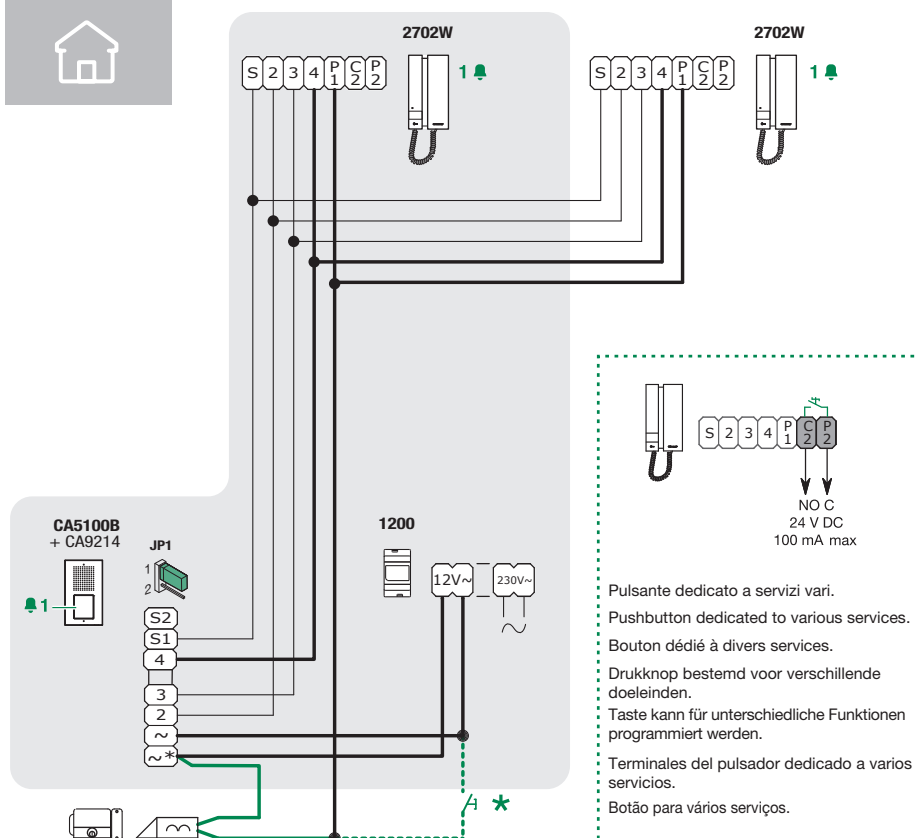 2702W
S 2 3 4 P1 C2 P2
1
2702W
S 2 3 4 P1 C2 P2
1
S 2 3 4 P1 C2 P2
NO C
24 V DC
100 mA max
CA5100B
+ CA9214
JP1
1
2
1
1200
12V~
230V~
S2
S1
4
3
2
~
~*
*
Pulsante dedicato a servizi vari.
Pushbutton dedicated to various services.
Bouton dédié à divers services.
Drukknop bestemd voor verschillende
doeleinden.
Taste kann für unterschiedliche Funktionen
programmiert werden.
Terminales del pulsador dedicado a varios
servicios.
Botão para vários serviços.